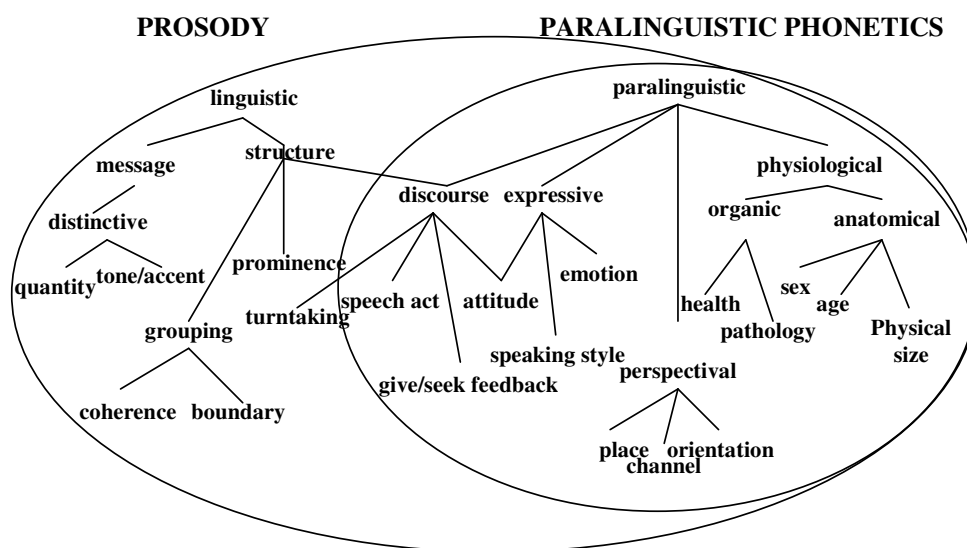 PROSODY
PARALINGUISTIC PHONETICS
linguistic
paralinguistic
message
structure
physiological
discourse
expressive
organic
anatomical
distinctive
quantity
tone/accent
prominence
emotion
turntaking
speech act
attitude
health
sex
age
grouping
pathology
Physical
size
speaking style
give/seek feedback
perspectival
coherence
boundary
place
orientation
channel